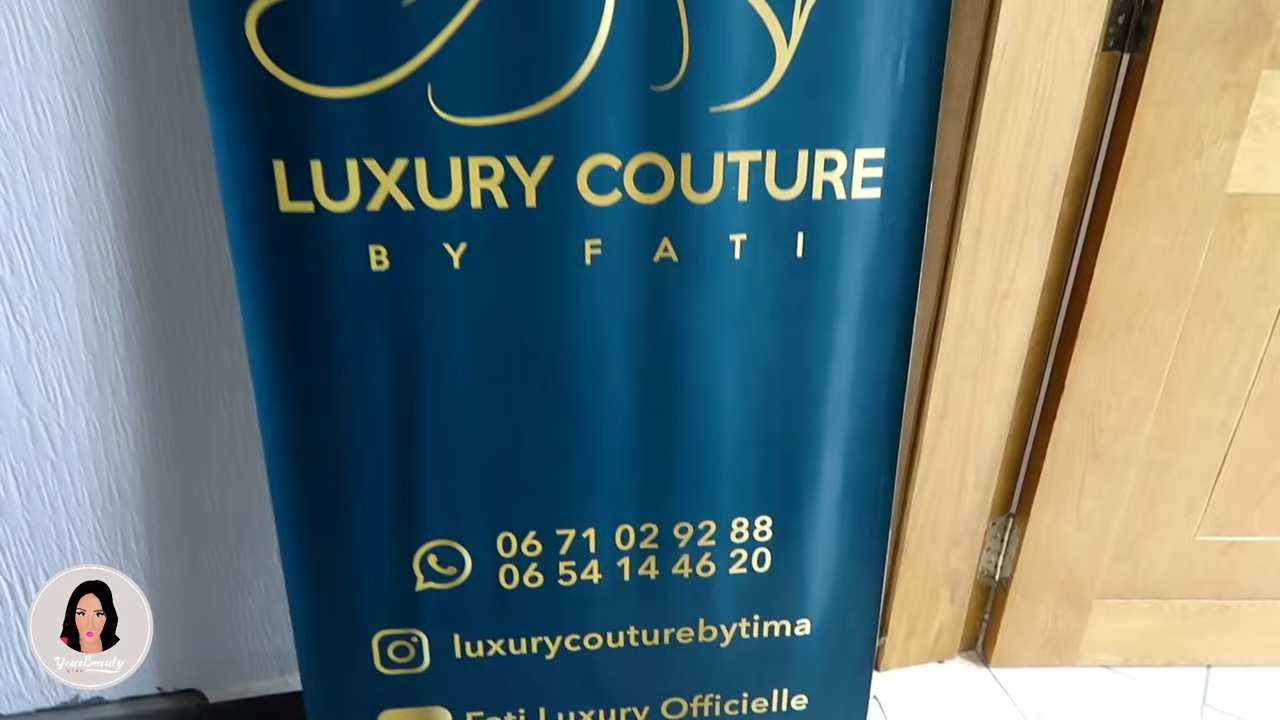 LUXURY COUTURE
BY FATI
06 71 02 92 88
06 54 14 46 20
luxurycouturebytima
Fati Luxury Officielle
YourBeauty